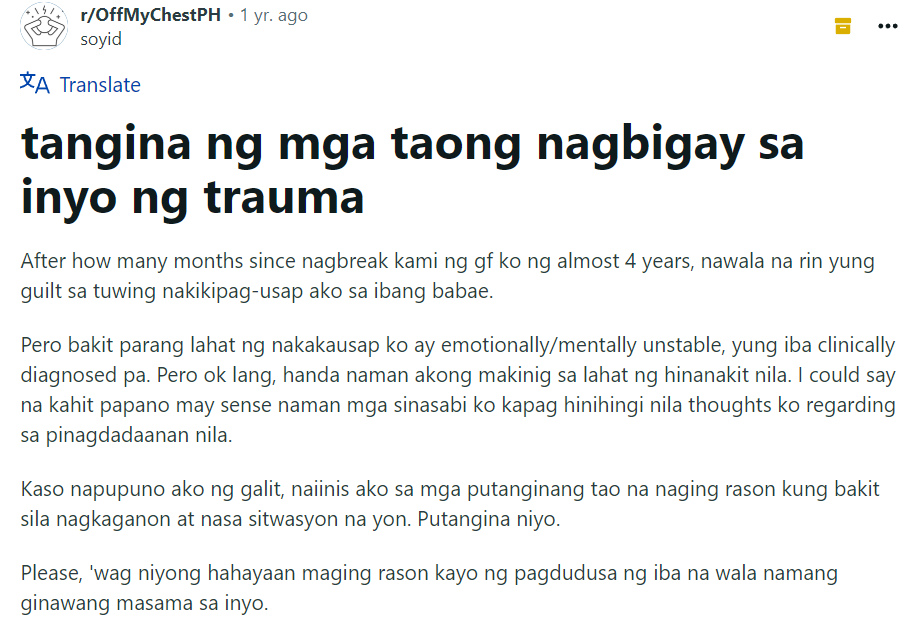 r/OffMyChestPH • 1 yr. ago
soyid
Translate
tangina ng mga taong nagbigay sa
inyo ng trauma
After how many months since nagbreak kami ng gf ko ng almost 4 years, nawala na rin yung
guilt sa tuwing nakikipag-usap ako sa ibang babae.
Pero bakit parang lahat ng nakakausap ko ay emotionally/mentally unstable, yung iba clinically
diagnosed pa. Pero ok lang, handa naman akong makinig sa lahat ng hinanakit nila. I could say
na kahit papano may sense naman mga sinasabi ko kapag hinihingi nila thoughts ko regarding
sa pinagdadaanan nila.
Kaso napupuno ako ng galit, naiinis ako sa mga putanginang tao na naging rason kung bakit
sila nagkaganon at nasa sitwasyon na yon. Putangina niyo.
Please, 'wag niyong hahayaan maging rason kayo ng pagdudusa ng iba na wala namang
ginawang masama sa inyo.